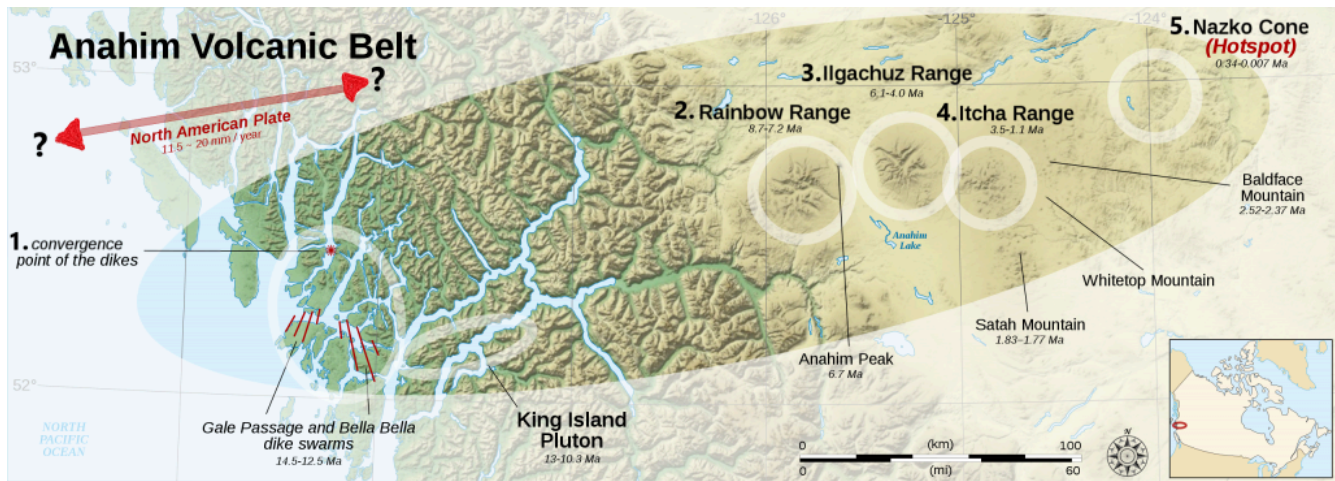 Anahim Volcanic Belt
-126°
-125°
-124°
53°
?
?
North American Plate
11.5 ~ 20 mm / year
5. Nazko Cone
(Hotspot)
0.34-0.007 Ma
3. Ilgachuz Range
6.1-4.0 Ma
2. Rainbow Range
8.7-7.2 Ma
4. Itcha Range
3.5-1.1 Ma
Baldface
Mountain
2.52-2.37 Ma
1. convergence
point of the dikes
Anahim
Lake
Whitetop Mountain
Satah Mountain
1.83–1.77 Ma
Anahim Peak
6.7 Ma
52°
NORTH
PACIFIC
OCEAN
Gale Passage and Bella Bella
dike swarms
14.5-12.5 Ma
King Island
Pluton
13-10.3 Ma
0 (km) 100
0 (mi) 60
N